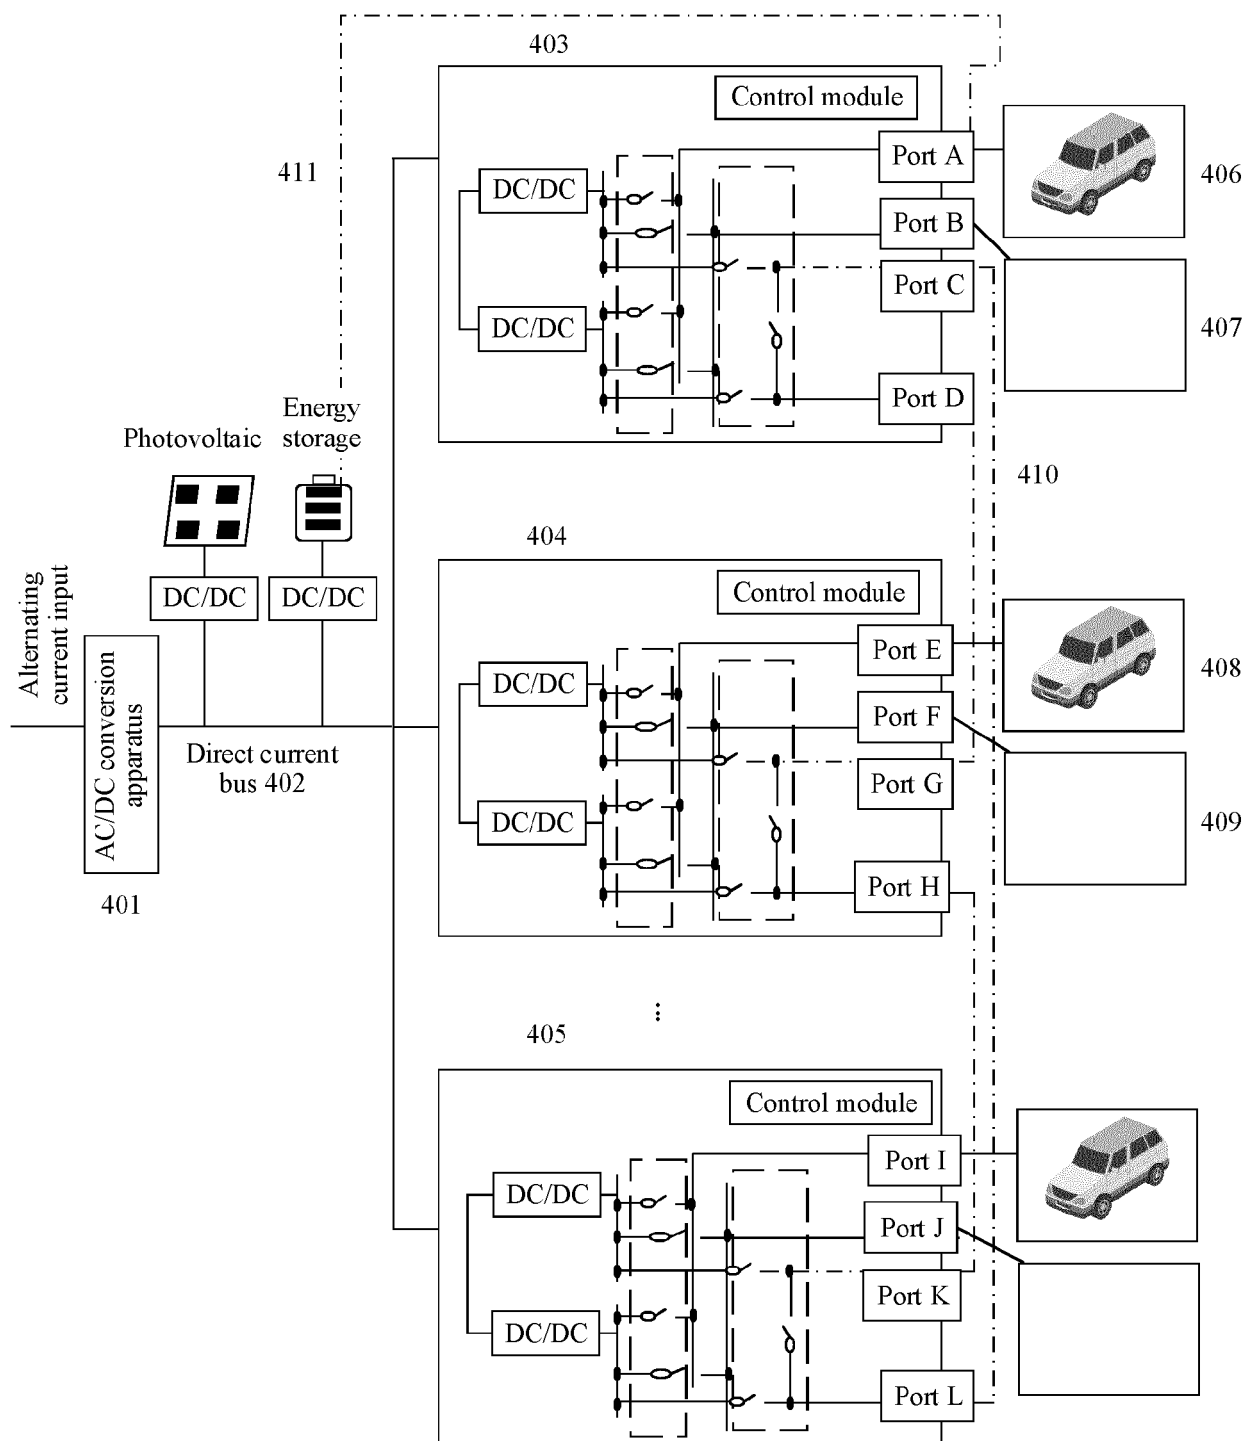 403
Control module
411
Port A
406
DC/DC
Port B
Port C
407
DC/DC
Port D
Energy
storage
Photovoltaic
410
404
DC/DC
DC/DC
Control module
Alternating
current input
Port E
408
DC/DC
AC/DC conversion
apparatus
Port F
Direct current
bus 402
Port G
409
DC/DC
Port H
401
...
405
Control module
Port I
DC/DC
Port J
Port K
DC/DC
Port L